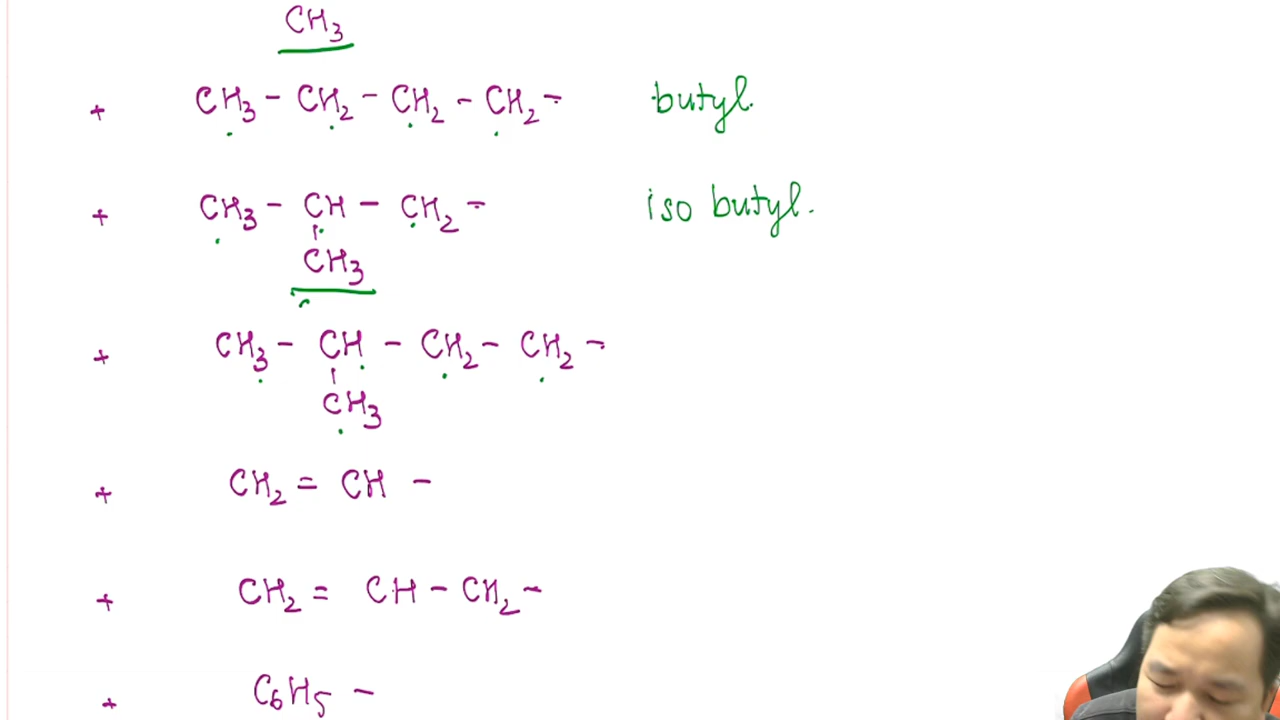 CH3
+ CH3 - CH2 - CH2 - CH2 - butyl.
+ CH3 - CH - CH2 - iso butyl.
CH3
+ CH3 - CH - CH2 - CH2 -
CH3
+ CH2 = CH -
+ CH2 = CH - CH2 -
+ C6H5 -